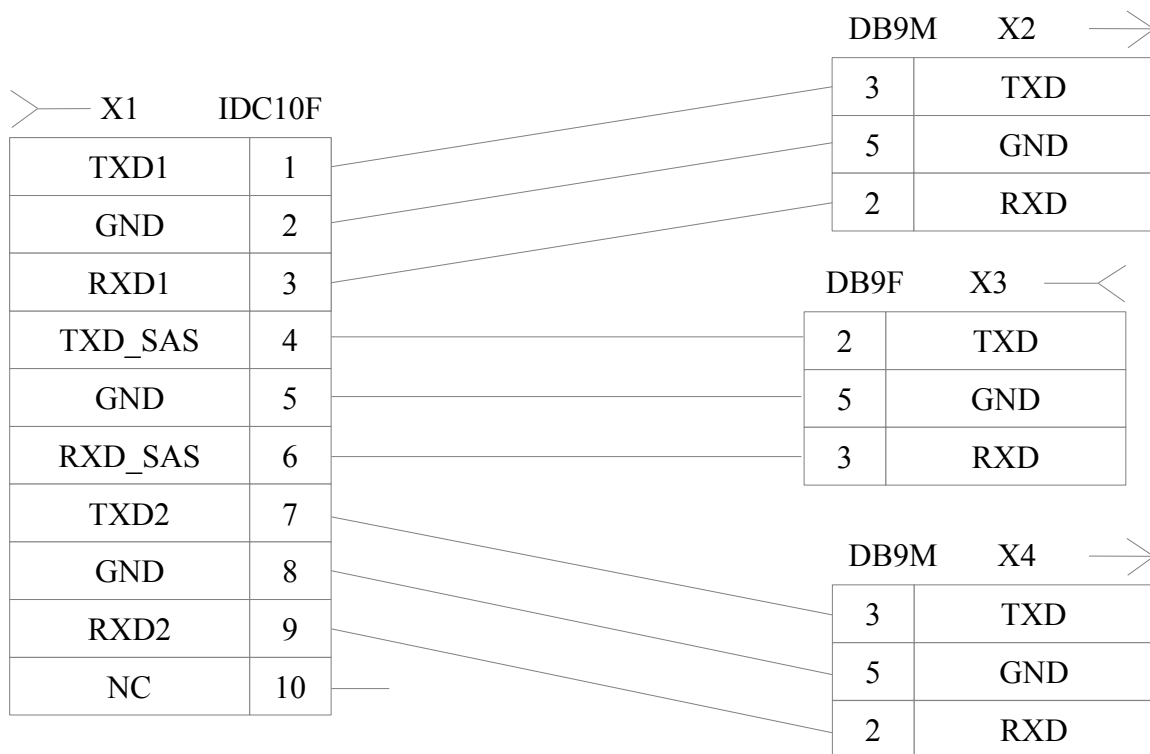 X1 IDC10F
TXD1 1
GND 2
RXD1 3
TXD_SAS 4
GND 5
RXD_SAS 6
TXD2 7
GND 8
RXD2 9
NC 10
DB9M X2
3 TXD
5 GND
2 RXD
DB9F X3
2 TXD
5 GND
3 RXD
DB9M X4
3 TXD
5 GND
2 RXD